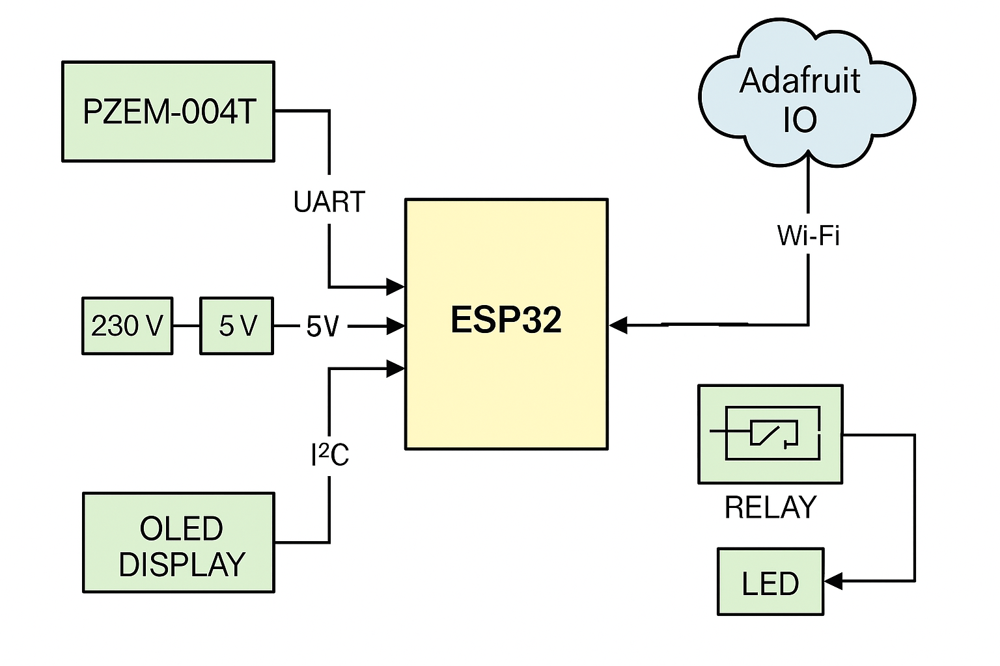 PZEM-004T
UART
230 V
5 V
5V
I²C
OLED
DISPLAY
ESP32
Adafruit
IO
Wi-Fi
RELAY
LED